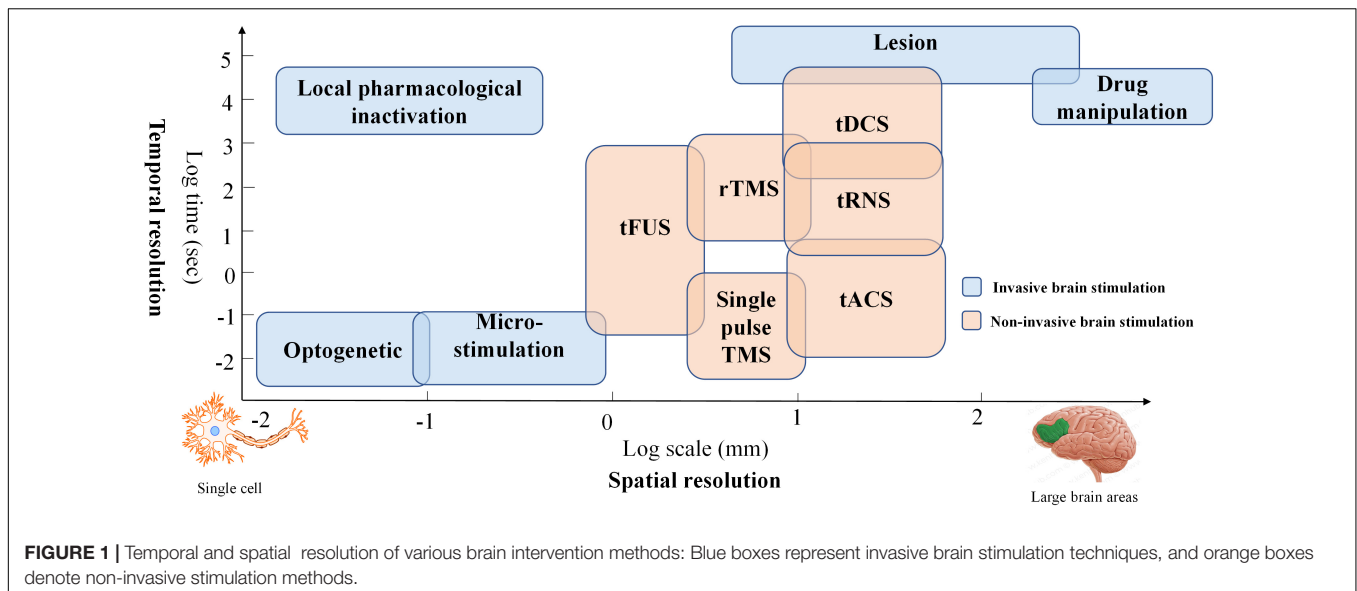 Temporal resolution
Log time (sec)
5
4
3
2
1
0
-1
-2
Local pharmacological
inactivation
Lesion
Drug
manipulation
tDCS
rTMS
tRNS
tFUS
tACS
Single
pulse
TMS
Micro-
stimulation
Optogenetic
Invasive brain stimulation
Non-invasive brain stimulation
-2
-1
0
1
2
Log scale (mm)
Spatial resolution
Single cell
Large brain areas
FIGURE 1 | Temporal and spatial resolution of various brain intervention methods: Blue boxes represent invasive brain stimulation techniques, and orange boxes
denote non-invasive stimulation methods.